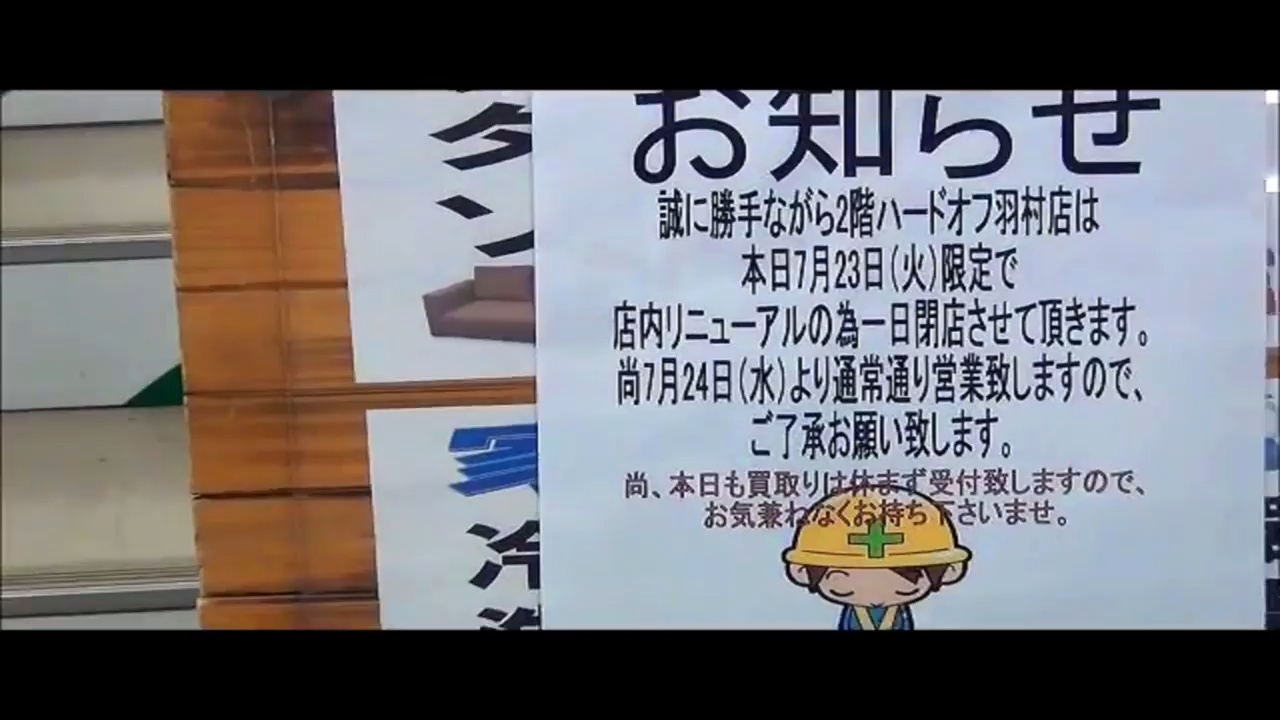 タ
ン
冷
お知らせ
誠に勝手ながら2階ハードオフ羽村店は
本日7月23日(火)限定で
店内リニューアルの為一日閉店させて頂きます。
尚7月24日(水)より通常通り営業致しますので、
ご了承お願い致します。
尚、本日も買取りは休まず受付致しますので、
お気兼ねなくお持ち下さいませ。